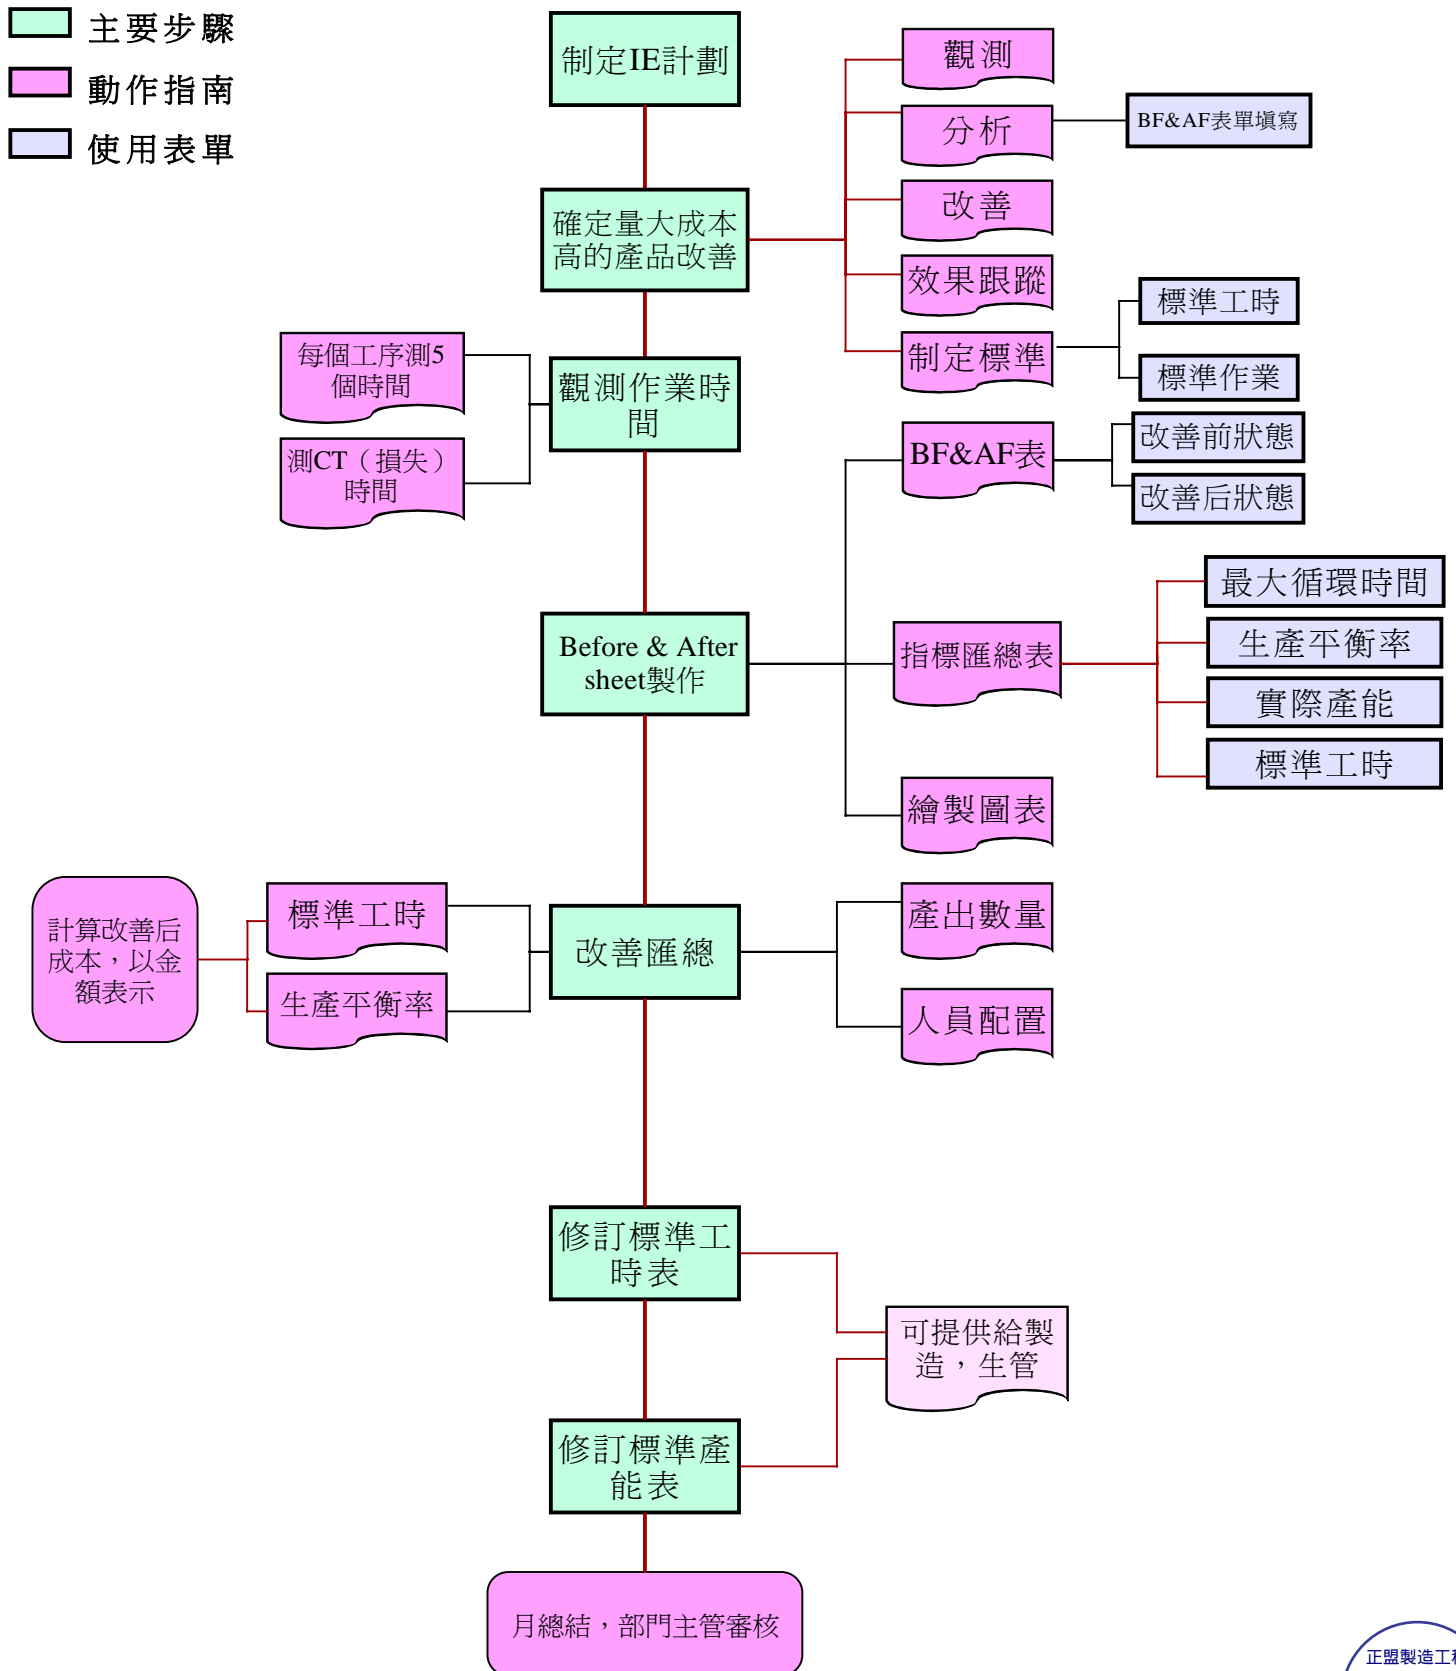 主要步驟
動作指南
使用表單
制定IE計劃
觀測
分析
BF&AF表單填寫
改善
確定量大成本
高的產品改善
效果跟蹤
標準工時
制定標準
標準作業
每個工序測5
個時間
觀測作業時
間
測CT（損失）
時間
BF&AF表
改善前狀態
改善后狀態
最大循環時間
Before & After
sheet製作
指標匯總表
生產平衡率
實際產能
標準工時
繪製圖表
計算改善后
成本，以金
額表示
標準工時
生產平衡率
改善匯總
產出數量
人員配置
修訂標準工
時表
可提供給製
造，生管
修訂標準產
能表
月總結，部門主管審核
正盟製造工